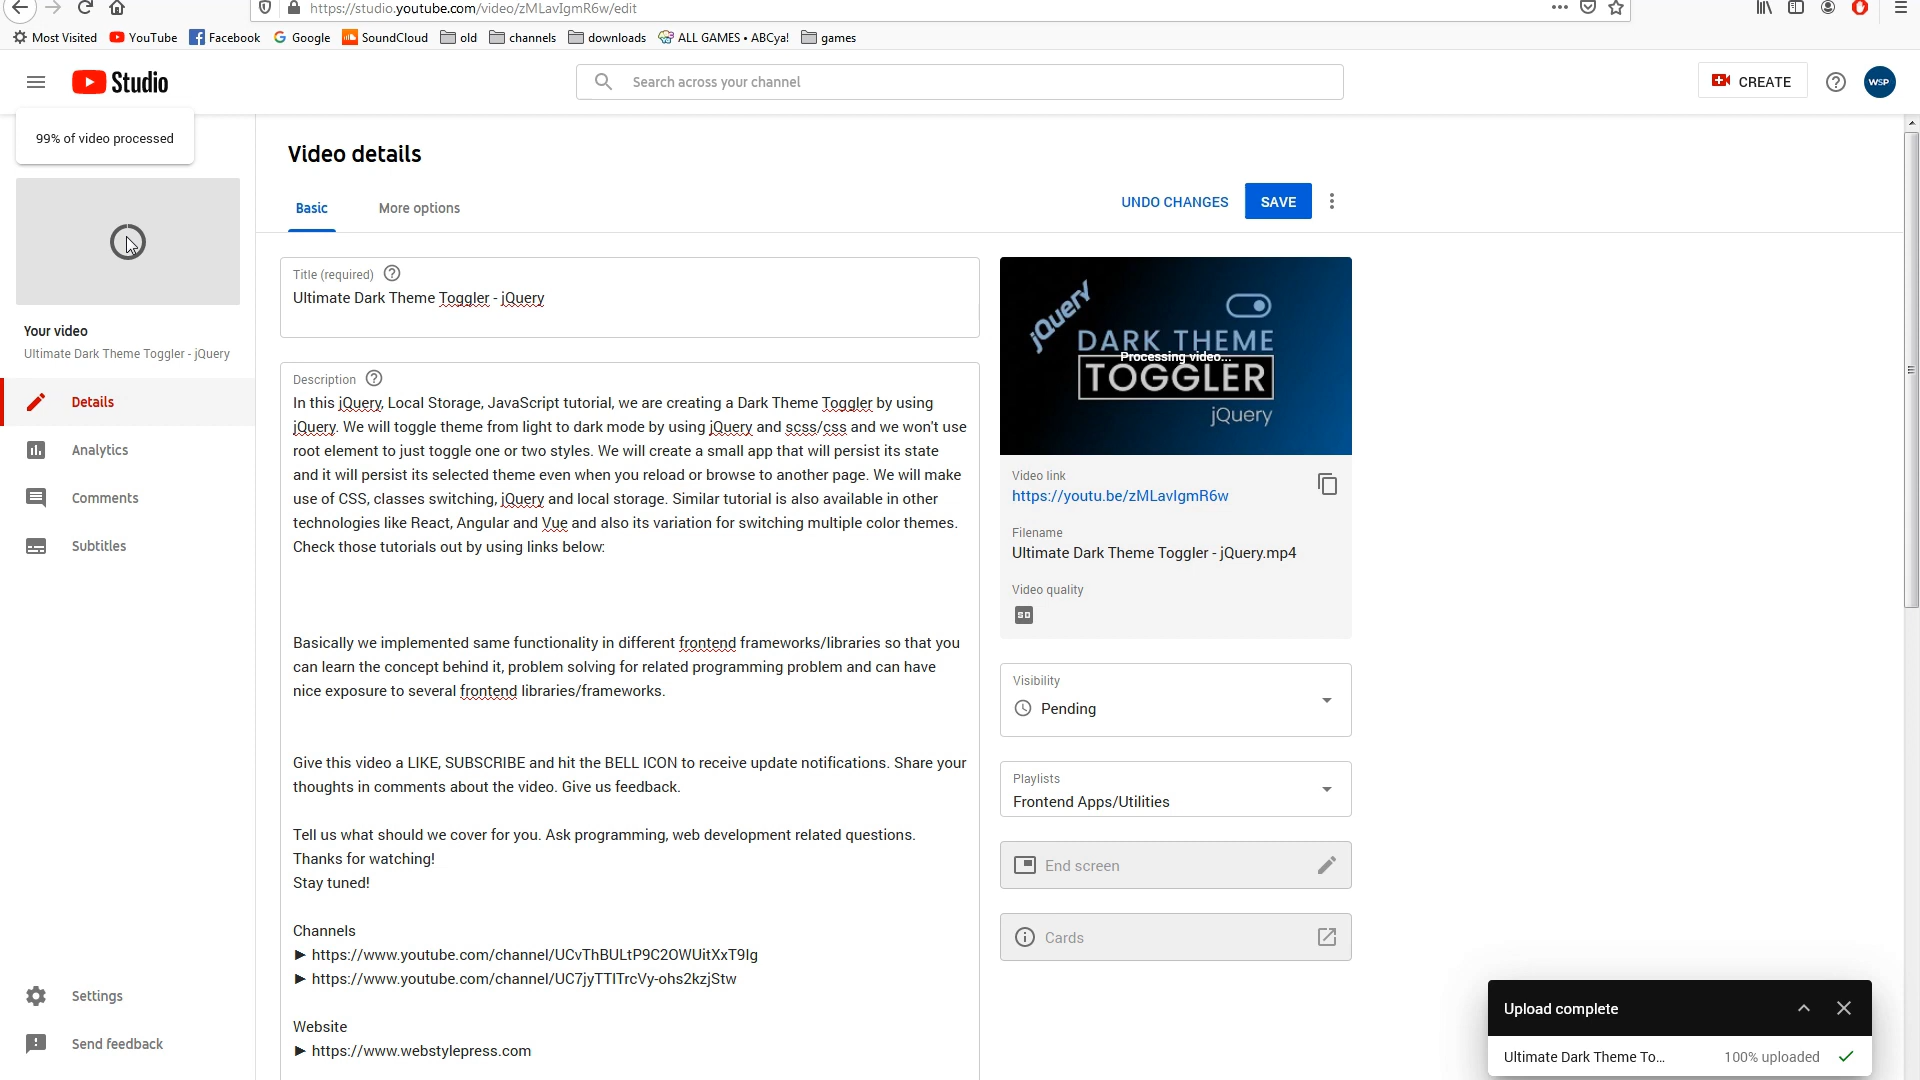 https://studio.youtube.com/video/zMLavIgmR6w/edit
Most Visited YouTube Facebook Google SoundCloud old channels downloads ALL GAMES • ABCya! games
Studio
Search across your channel
CREATE
WSP
99% of video processed
Video details
Basic
More options
UNDO CHANGES
SAVE
Your video
Ultimate Dark Theme Toggler - jQuery
Details
Analytics
Comments
Subtitles
Settings
Send feedback
Title (required)
Ultimate Dark Theme Toggler - jQuery
Description
In this jQuery, Local Storage, JavaScript tutorial, we are creating a Dark Theme Toggler by using
jQuery. We will toggle theme from light to dark mode by using jQuery and scss/css and we won't use
root element to just toggle one or two styles. We will create a small app that will persist its state
and it will persist its selected theme even when you reload or browse to another page. We will make
use of CSS, classes switching, jQuery and local storage. Similar tutorial is also available in other
technologies like React, Angular and Vue and also its variation for switching multiple color themes.
Check those tutorials out by using links below:
Basically we implemented same functionality in different frontend frameworks/libraries so that you
can learn the concept behind it, problem solving for related programming problem and can have
nice exposure to several frontend libraries/frameworks.
Give this video a LIKE, SUBSCRIBE and hit the BELL ICON to receive update notifications. Share your
thoughts in comments about the video. Give us feedback.
Tell us what should we cover for you. Ask programming, web development related questions.
Thanks for watching!
Stay tuned!
Channels
► https://www.youtube.com/channel/UCvThBULtP9C2OWUitXxT9lg
► https://www.youtube.com/channel/UC7jyTTITrcVy-ohs2kzjStw
Website
► https://www.webstylepress.com
jQuery
DARK THEME
Processing video...
TOGGLER
jQuery
Video link
https://youtu.be/zMLavlgmR6w
Filename
Ultimate Dark Theme Toggler - jQuery.mp4
Video quality
SD
Visibility
Pending
Playlists
Frontend Apps/Utilities
End screen
Cards
Upload complete
Ultimate Dark Theme To... 100% uploaded